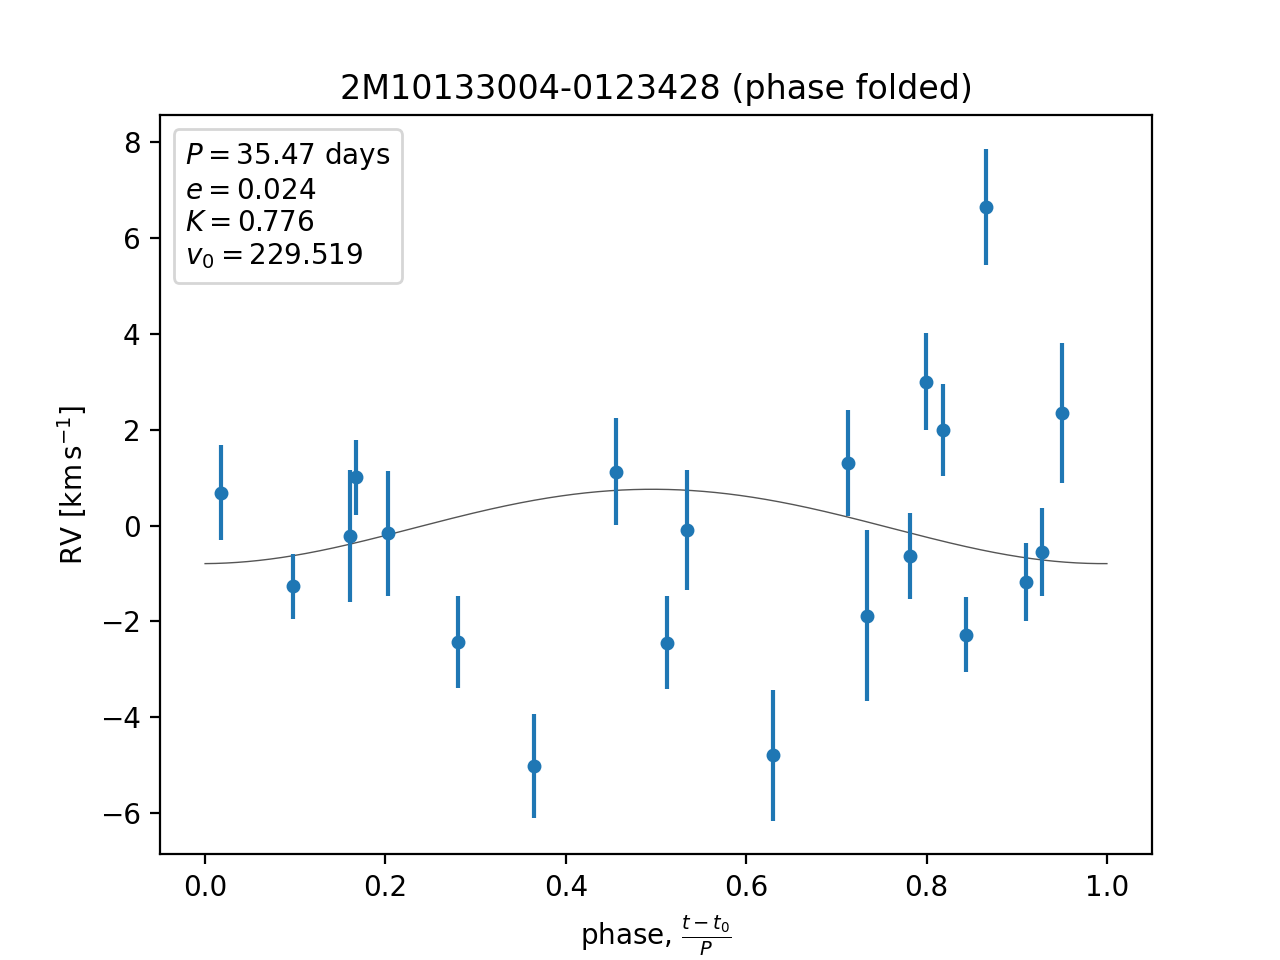 2M10133004-0123428 (phase folded)
P = 35.47 days
e = 0.024
K = 0.776
v₀ = 229.519
8
6
4
2
0
−2
−4
−6
RV [km s⁻¹]
0.0 0.2 0.4 0.6 0.8 1.0
phase, (t − t₀)/P